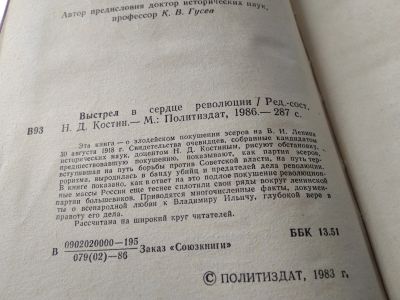 Автор предисловия доктор исторических наук,
профессор К. В. Гусев
Выстрел в сердце революции / Ред.-сост.
В93 Н. Д. Костин.— М.: Политиздат, 1986.— 287 с.
Эта книга — о злодейском покушении эсеров на В. И. Ленина
30 августа 1918 г. Свидетельства очевидцев, собранные кандидатом
исторических наук, доцентом Н. Д. Костиным, рисуют обстановку,
предшествовавшую покушению, показывают, как партия эсеров,
вступившая на путь борьбы против Советской власти, на путь тер-
роризма, выродилась в банду убийц и предателей дела революции.
В книге показано, как в ответ на это подлое покушение революцион-
ные массы России еще теснее сплотили свои ряды вокруг ленинской
партии большевиков. Приводятся многочисленные факты, документы
о всенародной любви к Владимиру Ильичу, глубокой вере в
правоту его дела.
Рассчитана на широкий круг читателей.
В 0902020000—195
079(02)—86 Заказ «Союзкниги» ББК 13.51
© ПОЛИТИЗДАТ, 1983 г.